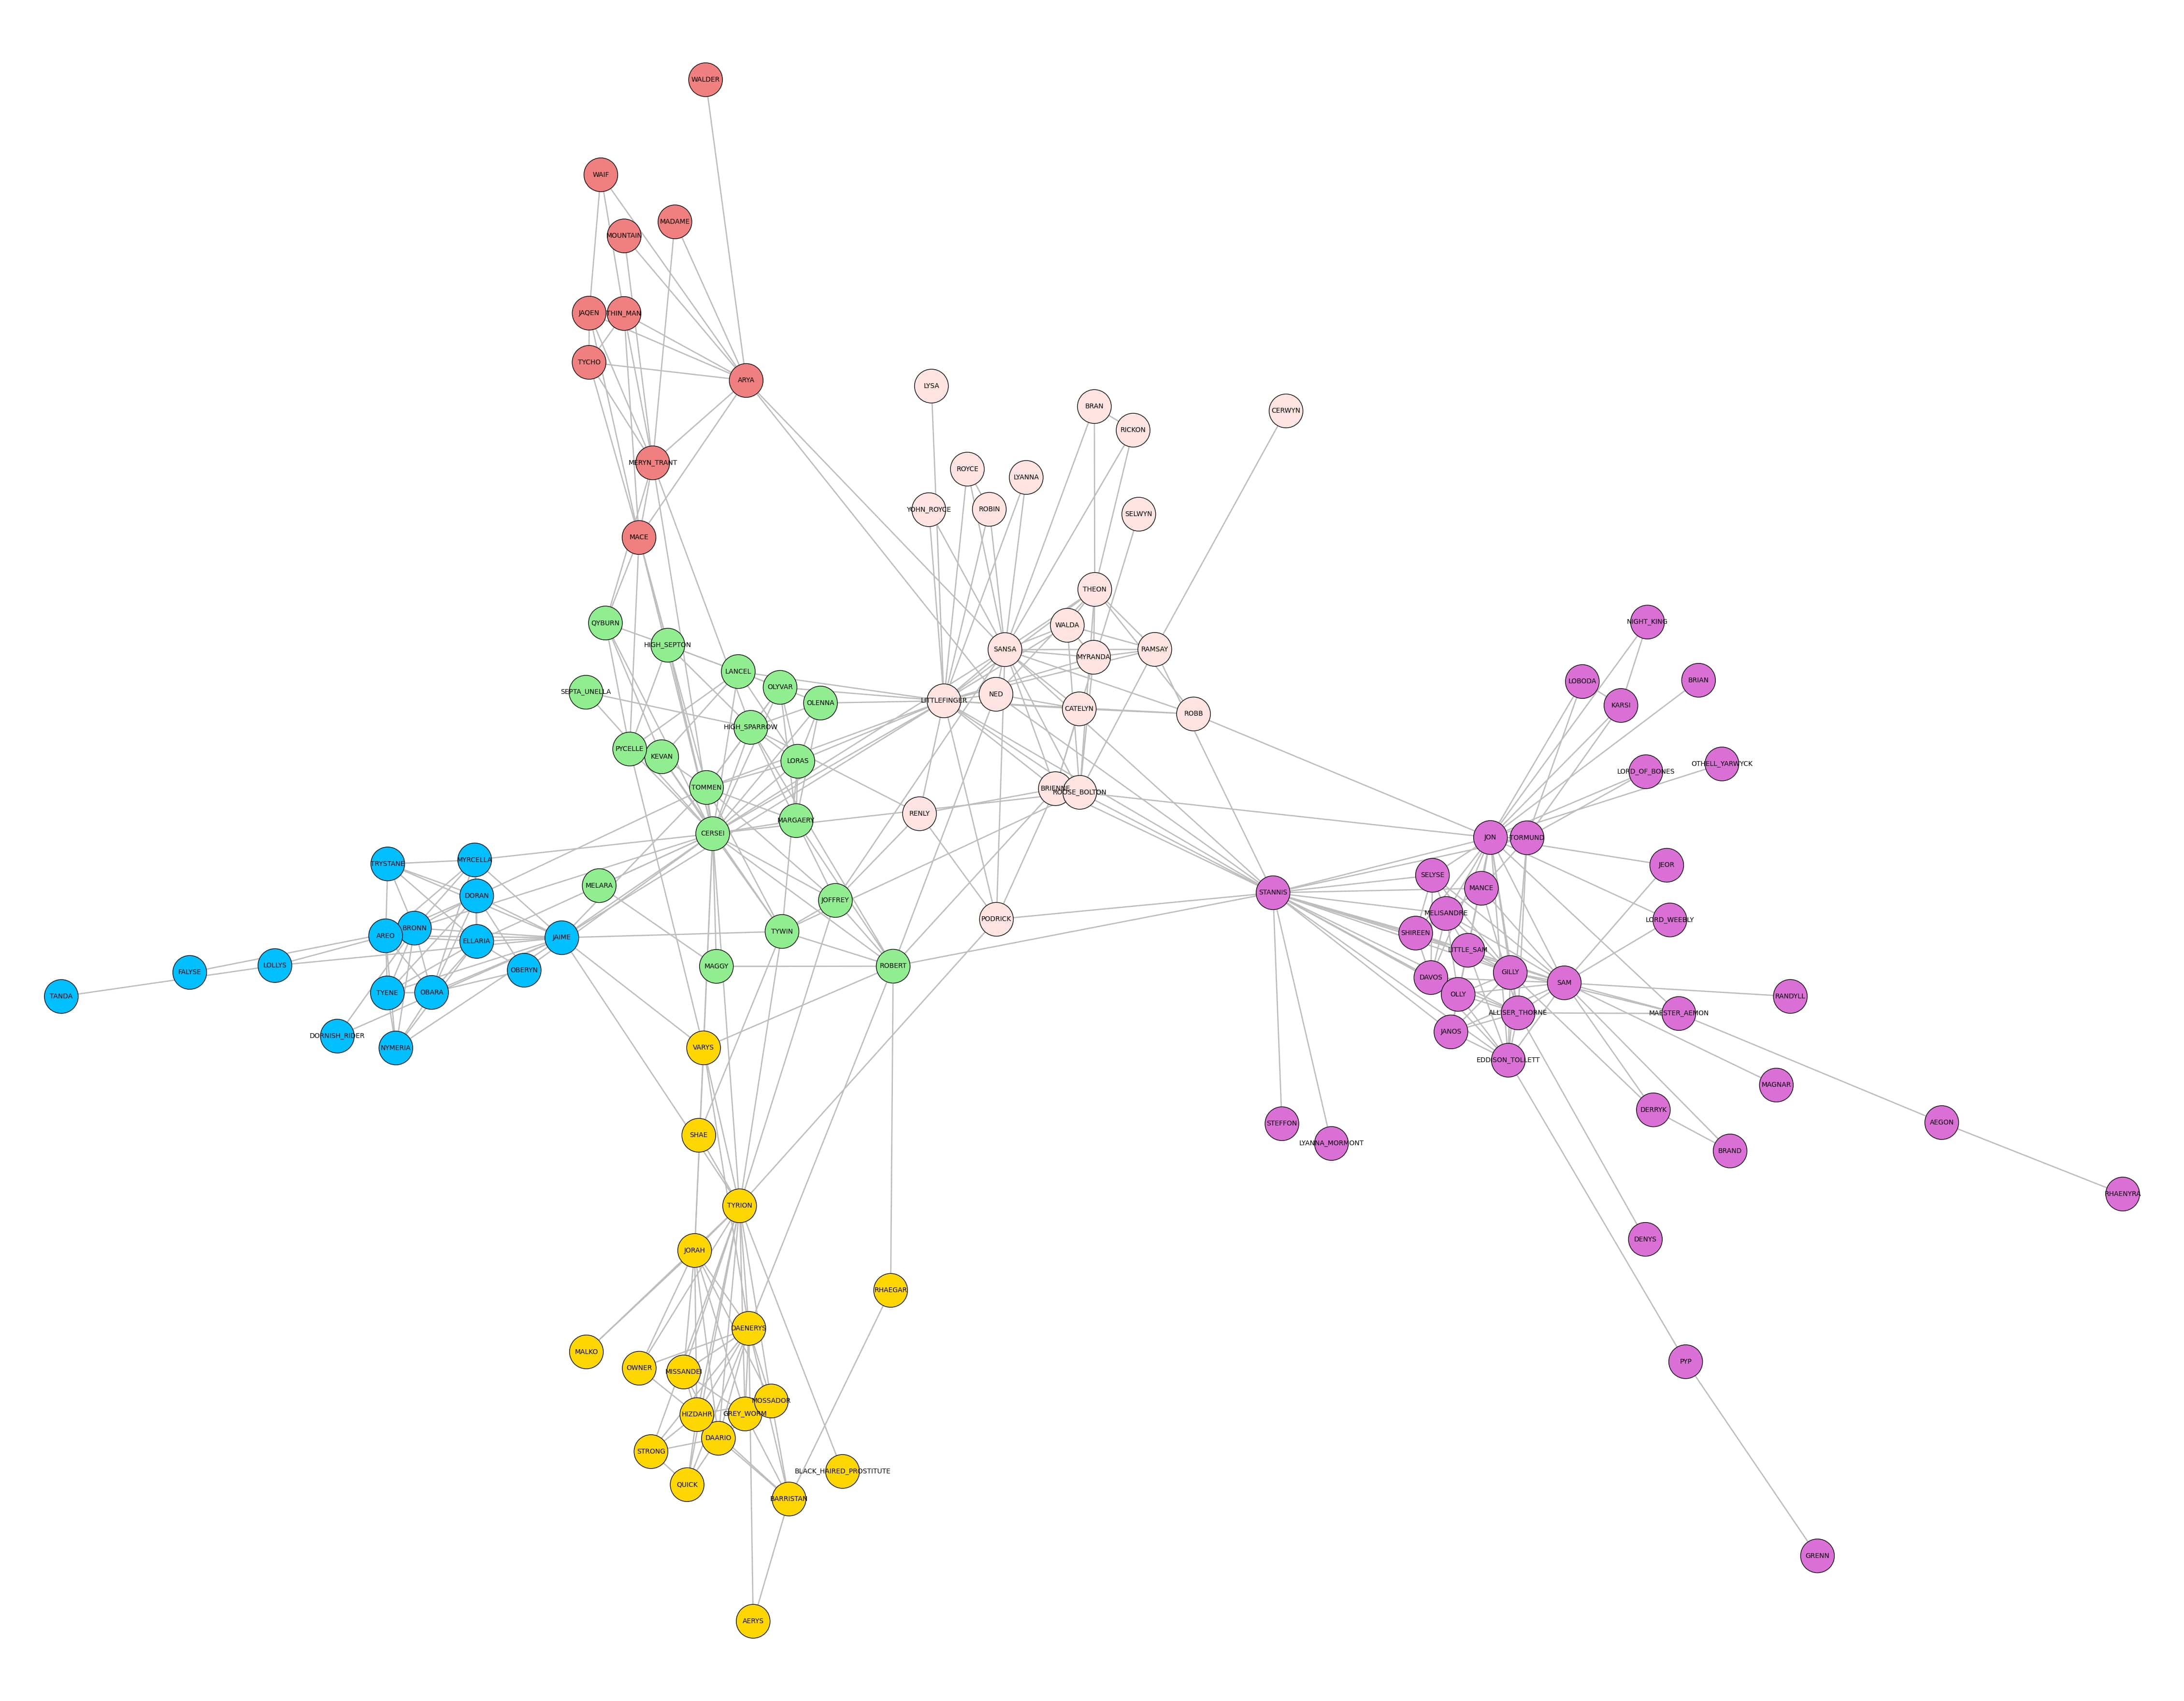 WALDER
WAIF
MADAME
MOUNTAIN
JAQEN
THIN_MAN
TYCHO
ARYA
LYSA
BRAN
CERWYN
RICKON
MERYN_TRANT
ROYCE
LYANNA
YOHN_ROYCE
ROBIN
SELWYN
MACE
THEON
QYBURN
WALDA
NIGHT_KING
HIGH_SEPTON
SANSA
RAMSAY
MYRANDA
LANCEL
LOBODA
BRIAN
OLYVAR
SEPTA_UNELLA
NED
LITTLEFINGER
OLENNA
KARSI
CATELYN
ROBB
HIGH_SPARROW
PYCELLE
KEVAN
LORAS
OTHELL_YARWYCK
LORD_OF_BONES
TOMMEN
BRIENNE
ROOSE_BOLTON
RENLY
MARGAERY
CERSEI
JON
TORMUND
MYRCELLA
TRYSTANE
JEOR
SELYSE
MELARA
MANCE
STANNIS
DORAN
JOFFREY
MELISANDRE
PODRICK
LORD_WEEBLY
BRONN
TYWIN
SHIREEN
AREO
JAIME
ELLARIA
LITTLE_SAM
LOLLYS
MAGGY
ROBERT
OBERYN
FALYSE
GILLY
DAVOS
SAM
TYENE
OBARA
OLLY
TANDA
RANDYLL
ALLISER_THORNE
MAESTER_AEMON
JANOS
DORNISH_RIDER
NYMERIA
VARYS
EDDISON_TOLLETT
MAGNAR
DERRYK
AEGON
STEFFON
SHAE
LYANNA_MORMONT
BRAND
RHAENYRA
TYRION
DENYS
JORAH
RHAEGAR
DAENERYS
MALKO
PYP
OWNER
MISSANDEI
MOSSADOR
HIZDAHR
GREY_WORM
DAARIO
STRONG
BLACK_HAIRED_PROSTITUTE
QUICK
BARRISTAN
GRENN
AERYS